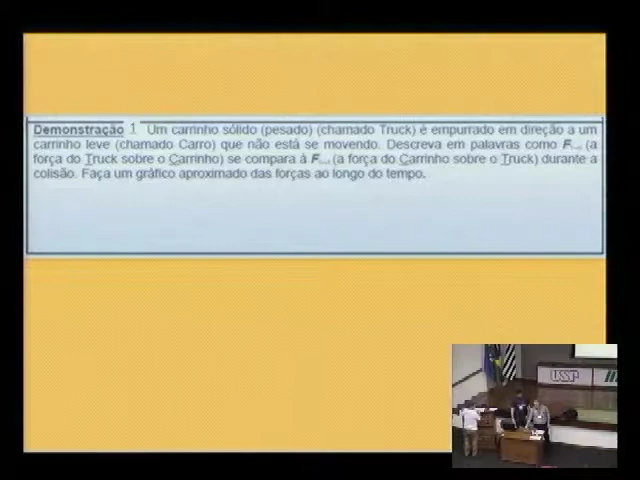 Demonstração 1 Um carrinho sólido (pesado) (chamado Truck) é empurrado em direção a um
carrinho leve (chamado Carro) que não está se movendo. Descreva em palavras como F (a
força do Truck sobre o Carrinho) se compara à F (a força do Carrinho sobre o Truck) durante a
colisão. Faça um gráfico aproximado das forças ao longo do tempo.
USP